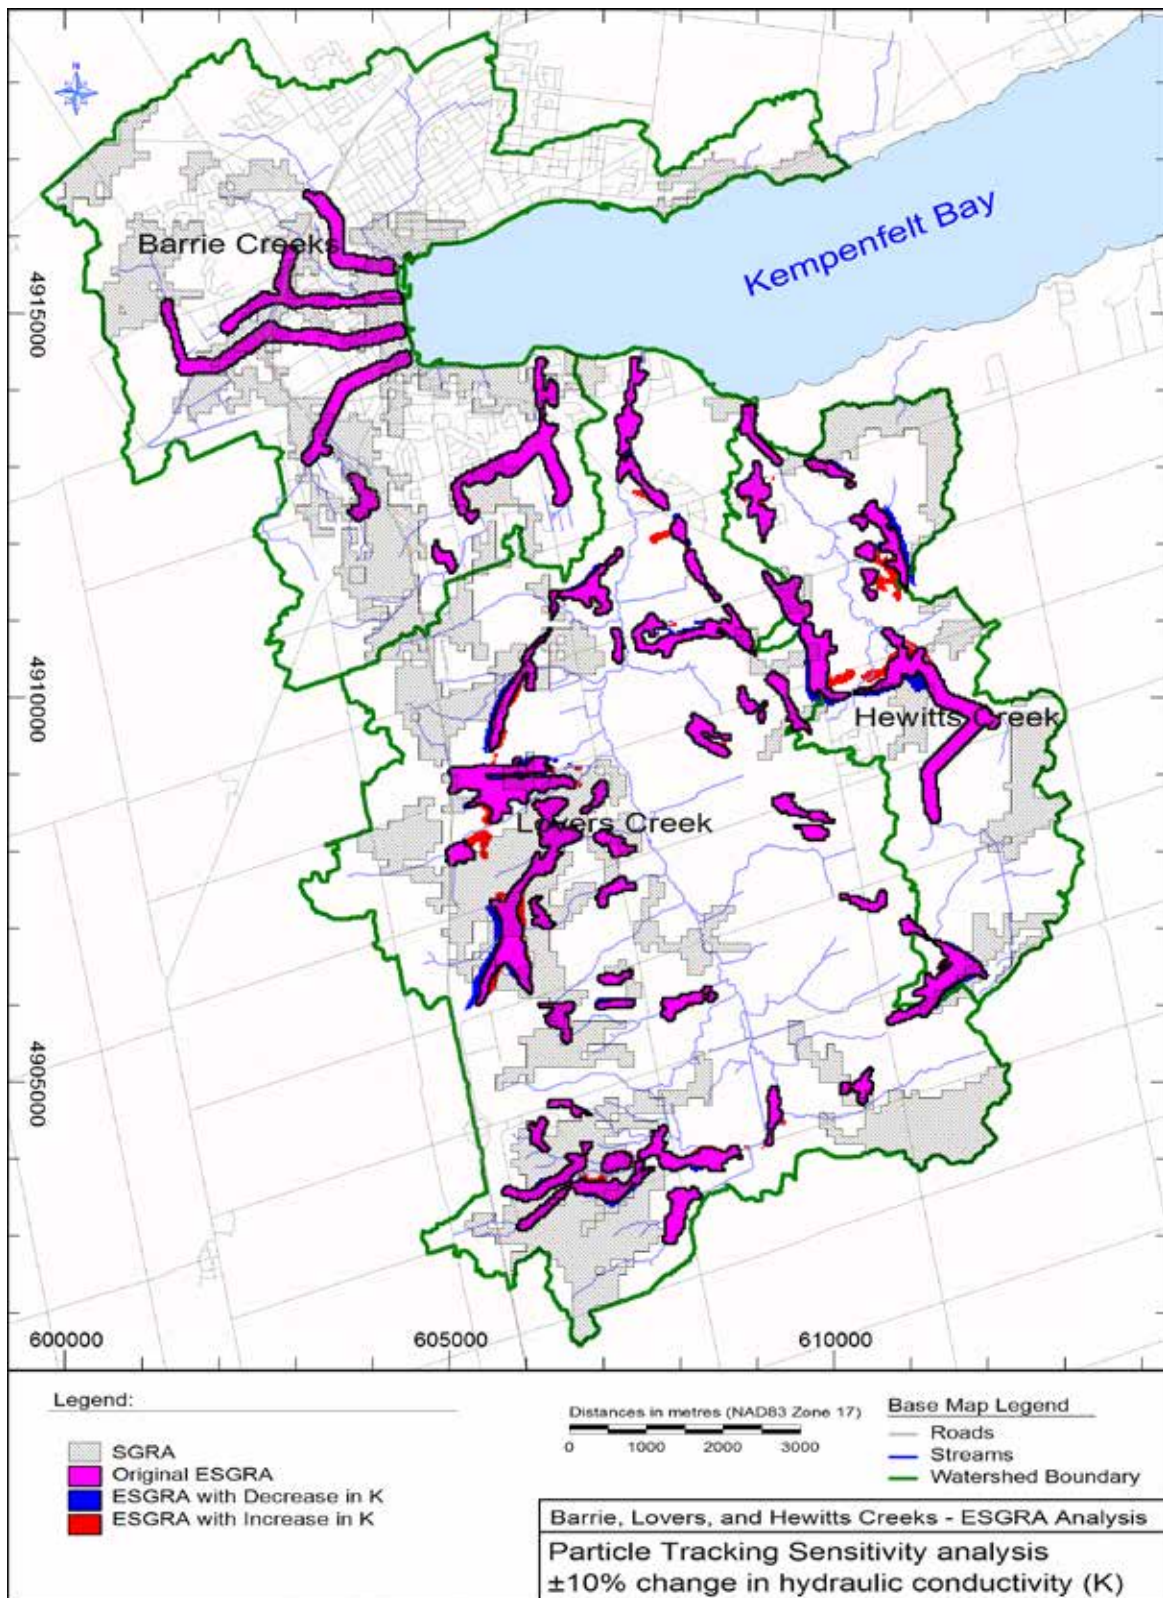 Kempenfelt Bay
Barrie Creeks
4915000
4910000
Hewitts Creek
Lovers Creek
4905000
600000
605000
610000
Legend:
SGRA
Original ESGRA
ESGRA with Decrease in K
ESGRA with Increase in K
Distances in metres (NAD83 Zone 17)
0 1000 2000 3000
Base Map Legend
Roads
Streams
Watershed Boundary
Barrie, Lovers, and Hewitts Creeks - ESGRA Analysis
Particle Tracking Sensitivity analysis
±10% change in hydraulic conductivity (K)